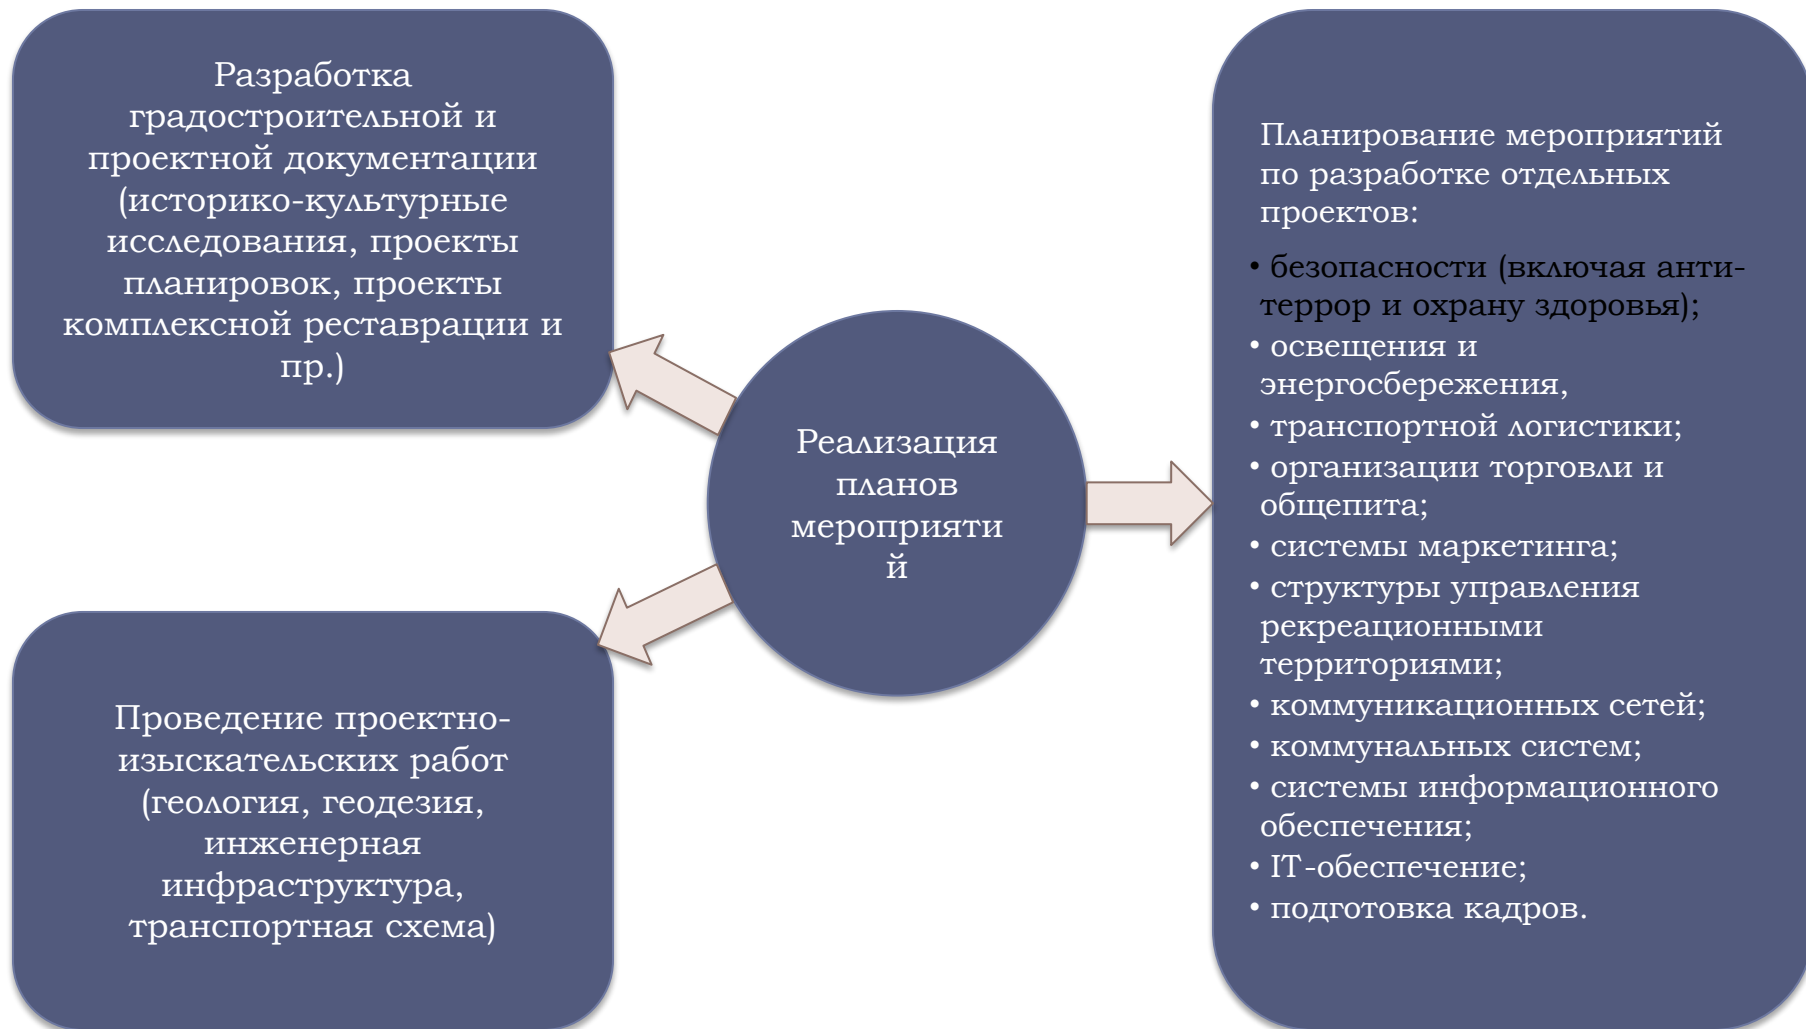 Разработка
градостроительной и
проектной документации
(историко-культурные
исследования, проекты
планировок, проекты
комплексной реставрации и
пр.)
Реализация
планов
мероприяти
й
Проведение проектно-
изыскательских работ
(геология, геодезия,
инженерная
инфраструктура,
транспортная схема)
Планирование мероприятий
по разработке отдельных
проектов:
• безопасности (включая анти-
террор и охрану здоровья);
• освещения и
энергосбережения,
• транспортной логистики;
• организации торговли и
общепита;
• системы маркетинга;
• структуры управления
рекреационными
территориями;
• коммуникационных сетей;
• коммунальных систем;
• системы информационного
обеспечения;
• IT-обеспечение;
• подготовка кадров.